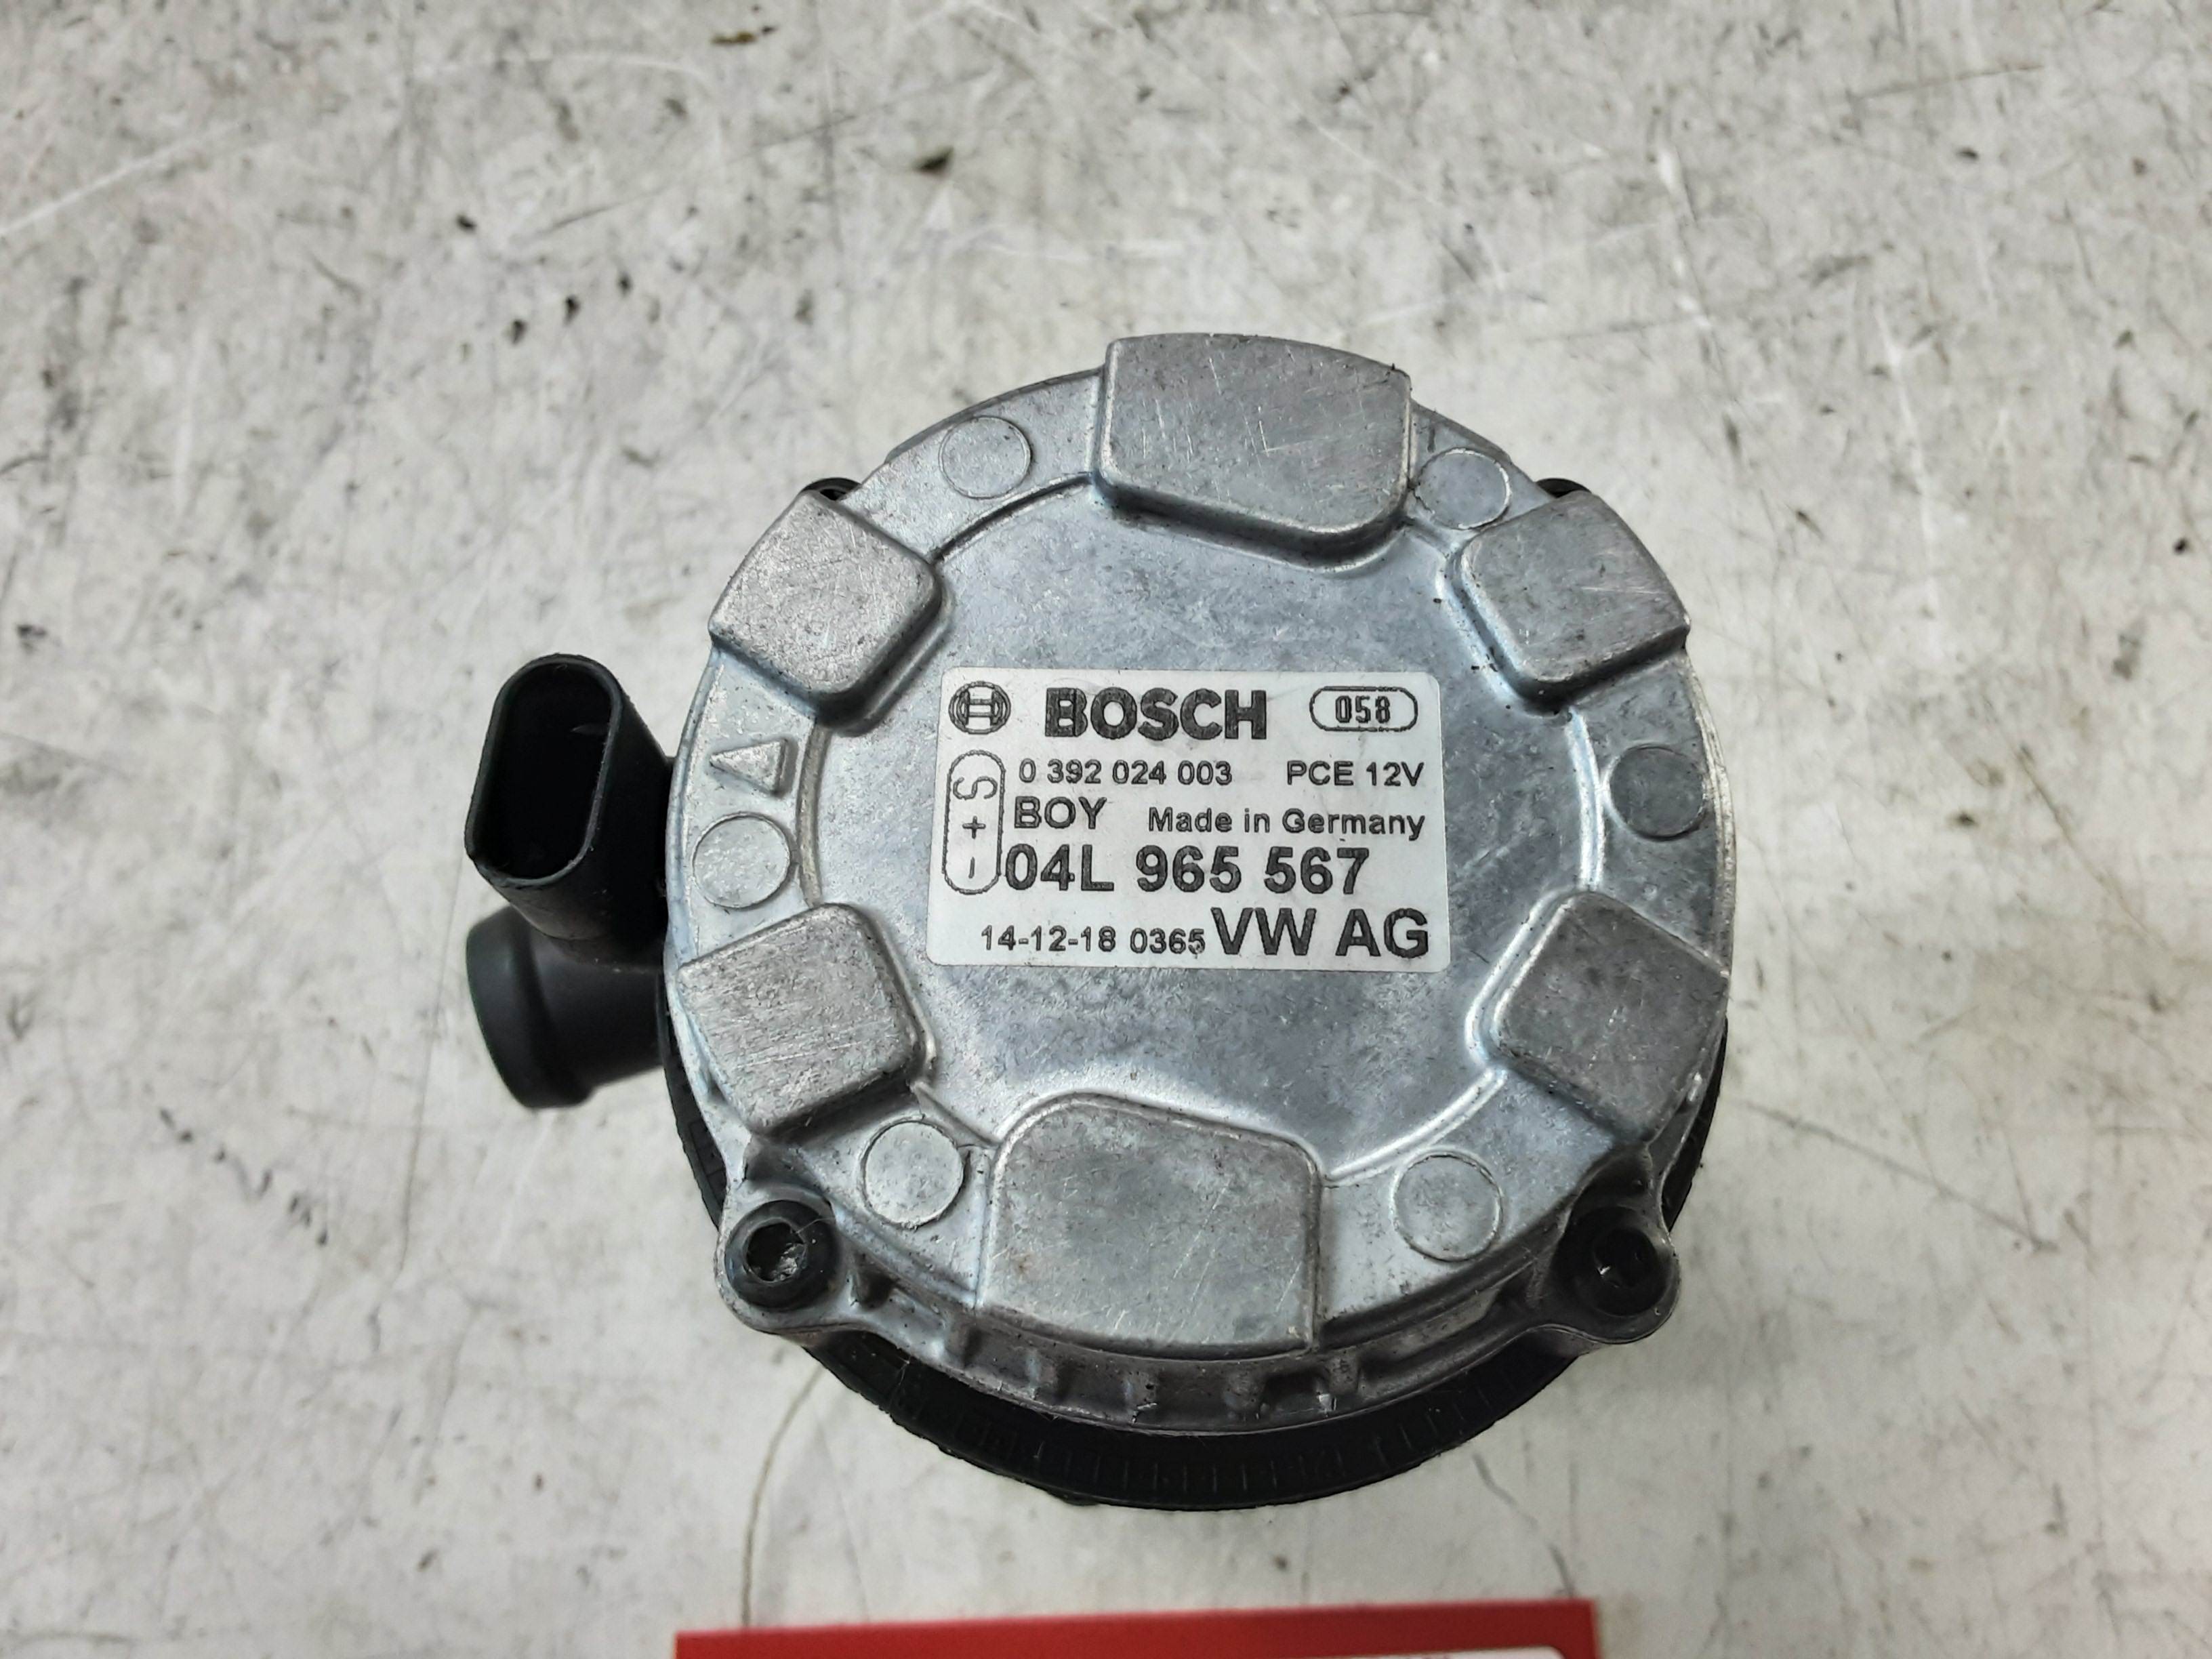 BOSCH 058
0 392 024 003 PCE 12V
BOY Made in Germany
S + -
04L 965 567
14-12-18 0365 VW AG